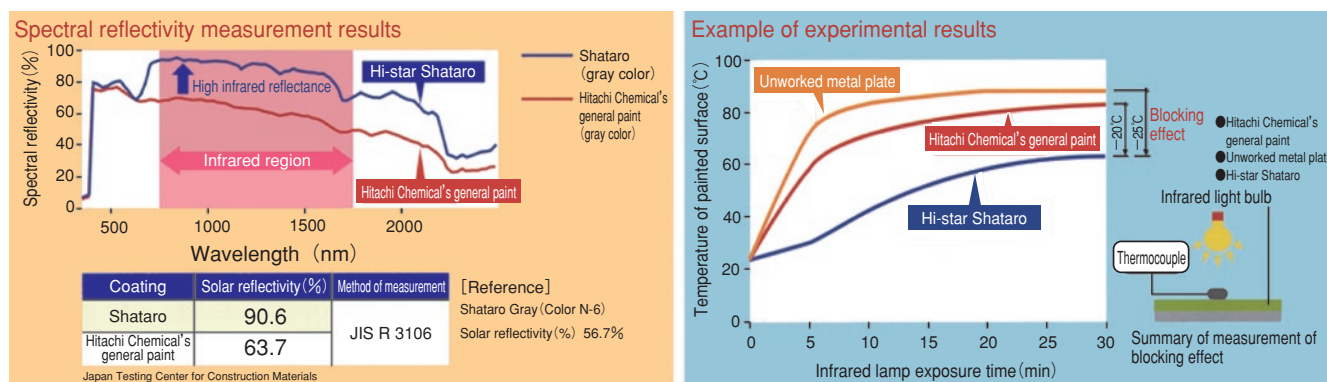 Spectral reflectivity measurement results
Spectral reflectivity(%)
100
80
60
40
20
0
High infrared reflectance
Infrared region
Hi-star Shataro
Hitachi Chemical's general paint
500
1000
1500
2000
Wavelength (nm)
Shataro
(gray color)
Hitachi Chemical's
general paint
(gray color)
Coating
Solar reflectivity(%)
Method of measurement
Shataro
90.6
JIS R 3106
Hitachi Chemical's
general paint
63.7
Japan Testing Center for Construction Materials
[Reference]
Shataro Gray(Color N-6)
Solar reflectivity(%) 56.7%
Example of experimental results
Temperature of painted surface(℃)
100
80
60
40
20
0
Unworked metal plate
Hitachi Chemical's general paint
Hi-star Shataro
0
5
10
15
20
25
30
Infrared lamp exposure time(min)
−20℃
−25℃
Blocking
effect
●Hitachi Chemical's
general paint
●Unworked metal plat
●Hi-star Shataro
Infrared light bulb
Thermocouple
Summary of measurement of
blocking effect